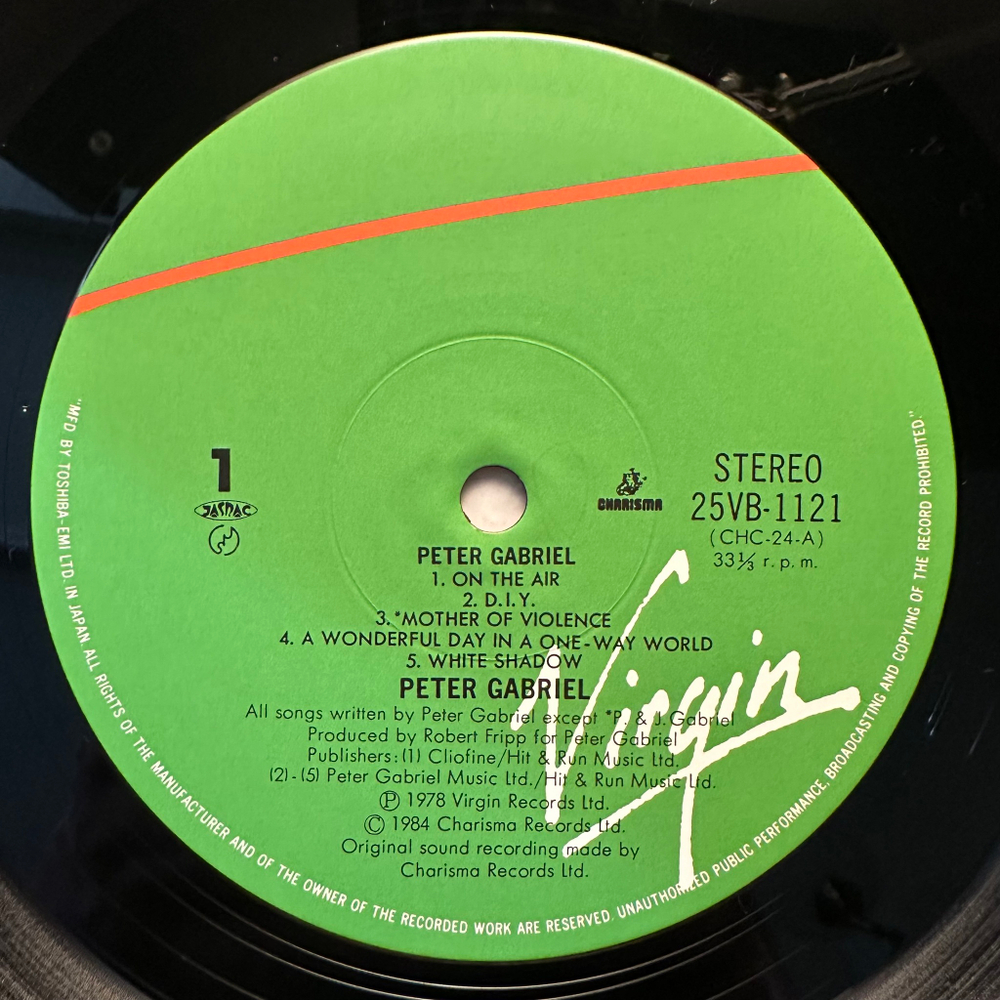 1
JASRAC
CHARISMA
STEREO
25VB-1121
(CHC-24-A)
33⅓ r.p.m.
PETER GABRIEL
1. ON THE AIR
2. D.I.Y.
3. *MOTHER OF VIOLENCE
4. A WONDERFUL DAY IN A ONE-WAY WORLD
5. WHITE SHADOW
PETER GABRIEL
All songs written by Peter Gabriel except *P. & J. Gabriel
Produced by Robert Fripp for Peter Gabriel
Publishers: (1) Cliofine/Hit & Run Music Ltd.
(2)-(5) Peter Gabriel Music Ltd./Hit & Run Music Ltd.
Ⓟ 1978 Virgin Records Ltd.
© 1984 Charisma Records Ltd.
Original sound recording made by
Charisma Records Ltd.
Virgin
"MFD BY TOSHIBA-EMI LTD. IN JAPAN. ALL RIGHTS OF THE MANUFACTURER AND OF THE OWNER OF THE RECORDED WORK ARE RESERVED. UNAUTHORIZED PUBLIC PERFORMANCE, BROADCASTING AND COPYING OF THE RECORD PROHIBITED."